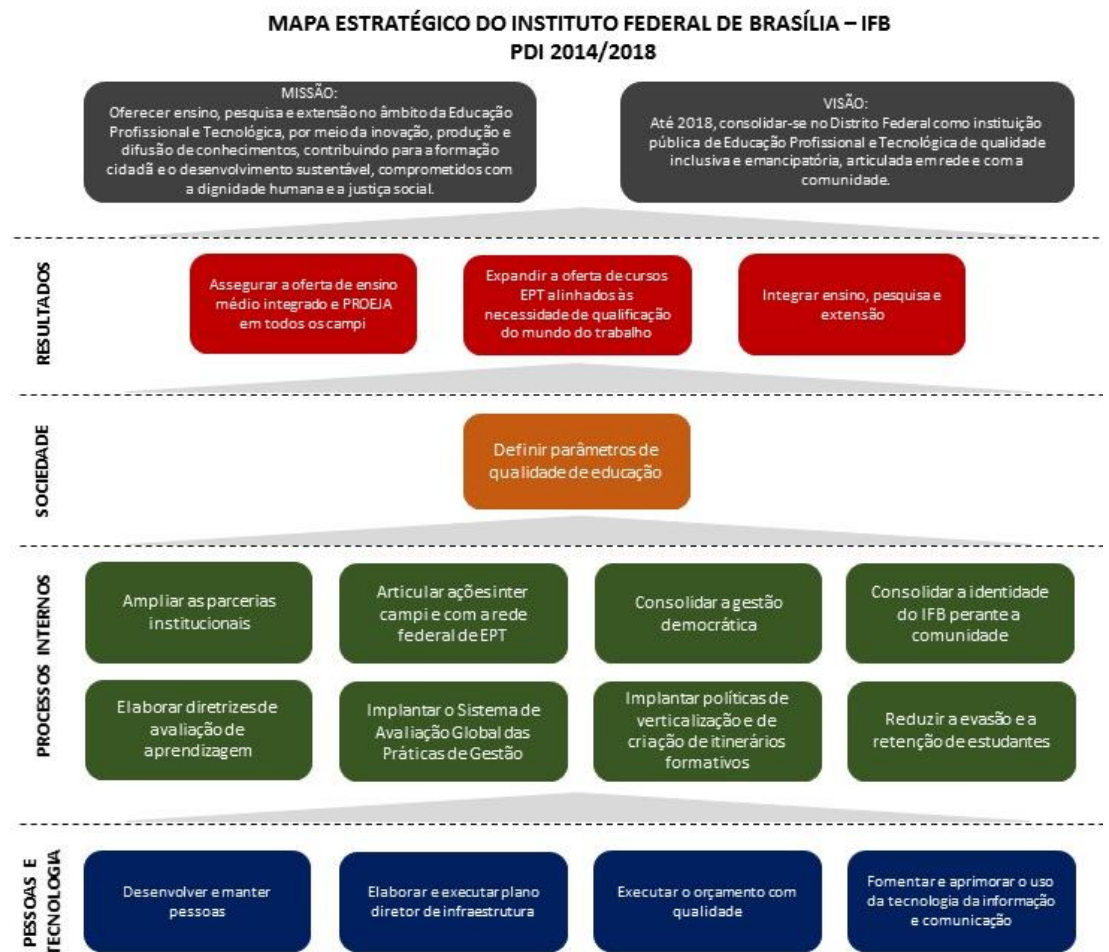 MAPA ESTRATÉGICO DO INSTITUTO FEDERAL DE BRASÍLIA – IFB
PDI 2014/2018
MISSÃO:
Oferecer ensino, pesquisa e extensão no âmbito da Educação
Profissional e Tecnológica, por meio da inovação, produção e
difusão de conhecimentos, contribuindo para a formação
cidadã e o desenvolvimento sustentável, comprometidos com
a dignidade humana e a justiça social.
VISÃO:
Até 2018, consolidar-se no Distrito Federal como instituição
pública de Educação Profissional e Tecnológica de qualidade
inclusiva e emancipatória, articulada em rede e com a
comunidade.
RESULTADOS
Assegurar a oferta de ensino
médio integrado e PROEJA
em todos os campi
Expandir a oferta de cursos
EPT alinhados às
necessidade de qualificação
do mundo do trabalho
Integrar ensino, pesquisa e
extensão
SOCIEDADE
Definir parâmetros de
qualidade de educação
PROCESSOS INTERNOS
Ampliar as parcerias
institucionais
Articular ações inter
campi e com a rede
federal de EPT
Consolidar a gestão
democrática
Consolidar a identidade
do IFB perante a
comunidade
Elaborar diretrizes de
avaliação de
aprendizagem
Implantar o Sistema de
Avaliação Global das
Práticas de Gestão
Implantar políticas de
verticalização e de
criação de itinerários
formativos
Reduzir a evasão e a
retenção de estudantes
PESSOAS E
TECNOLOGIA
Desenvolver e manter
pessoas
Elaborar e executar plano
diretor de infraestrutura
Executar o orçamento com
qualidade
Fomentar e aprimorar o uso
da tecnologia da informação
e comunicação